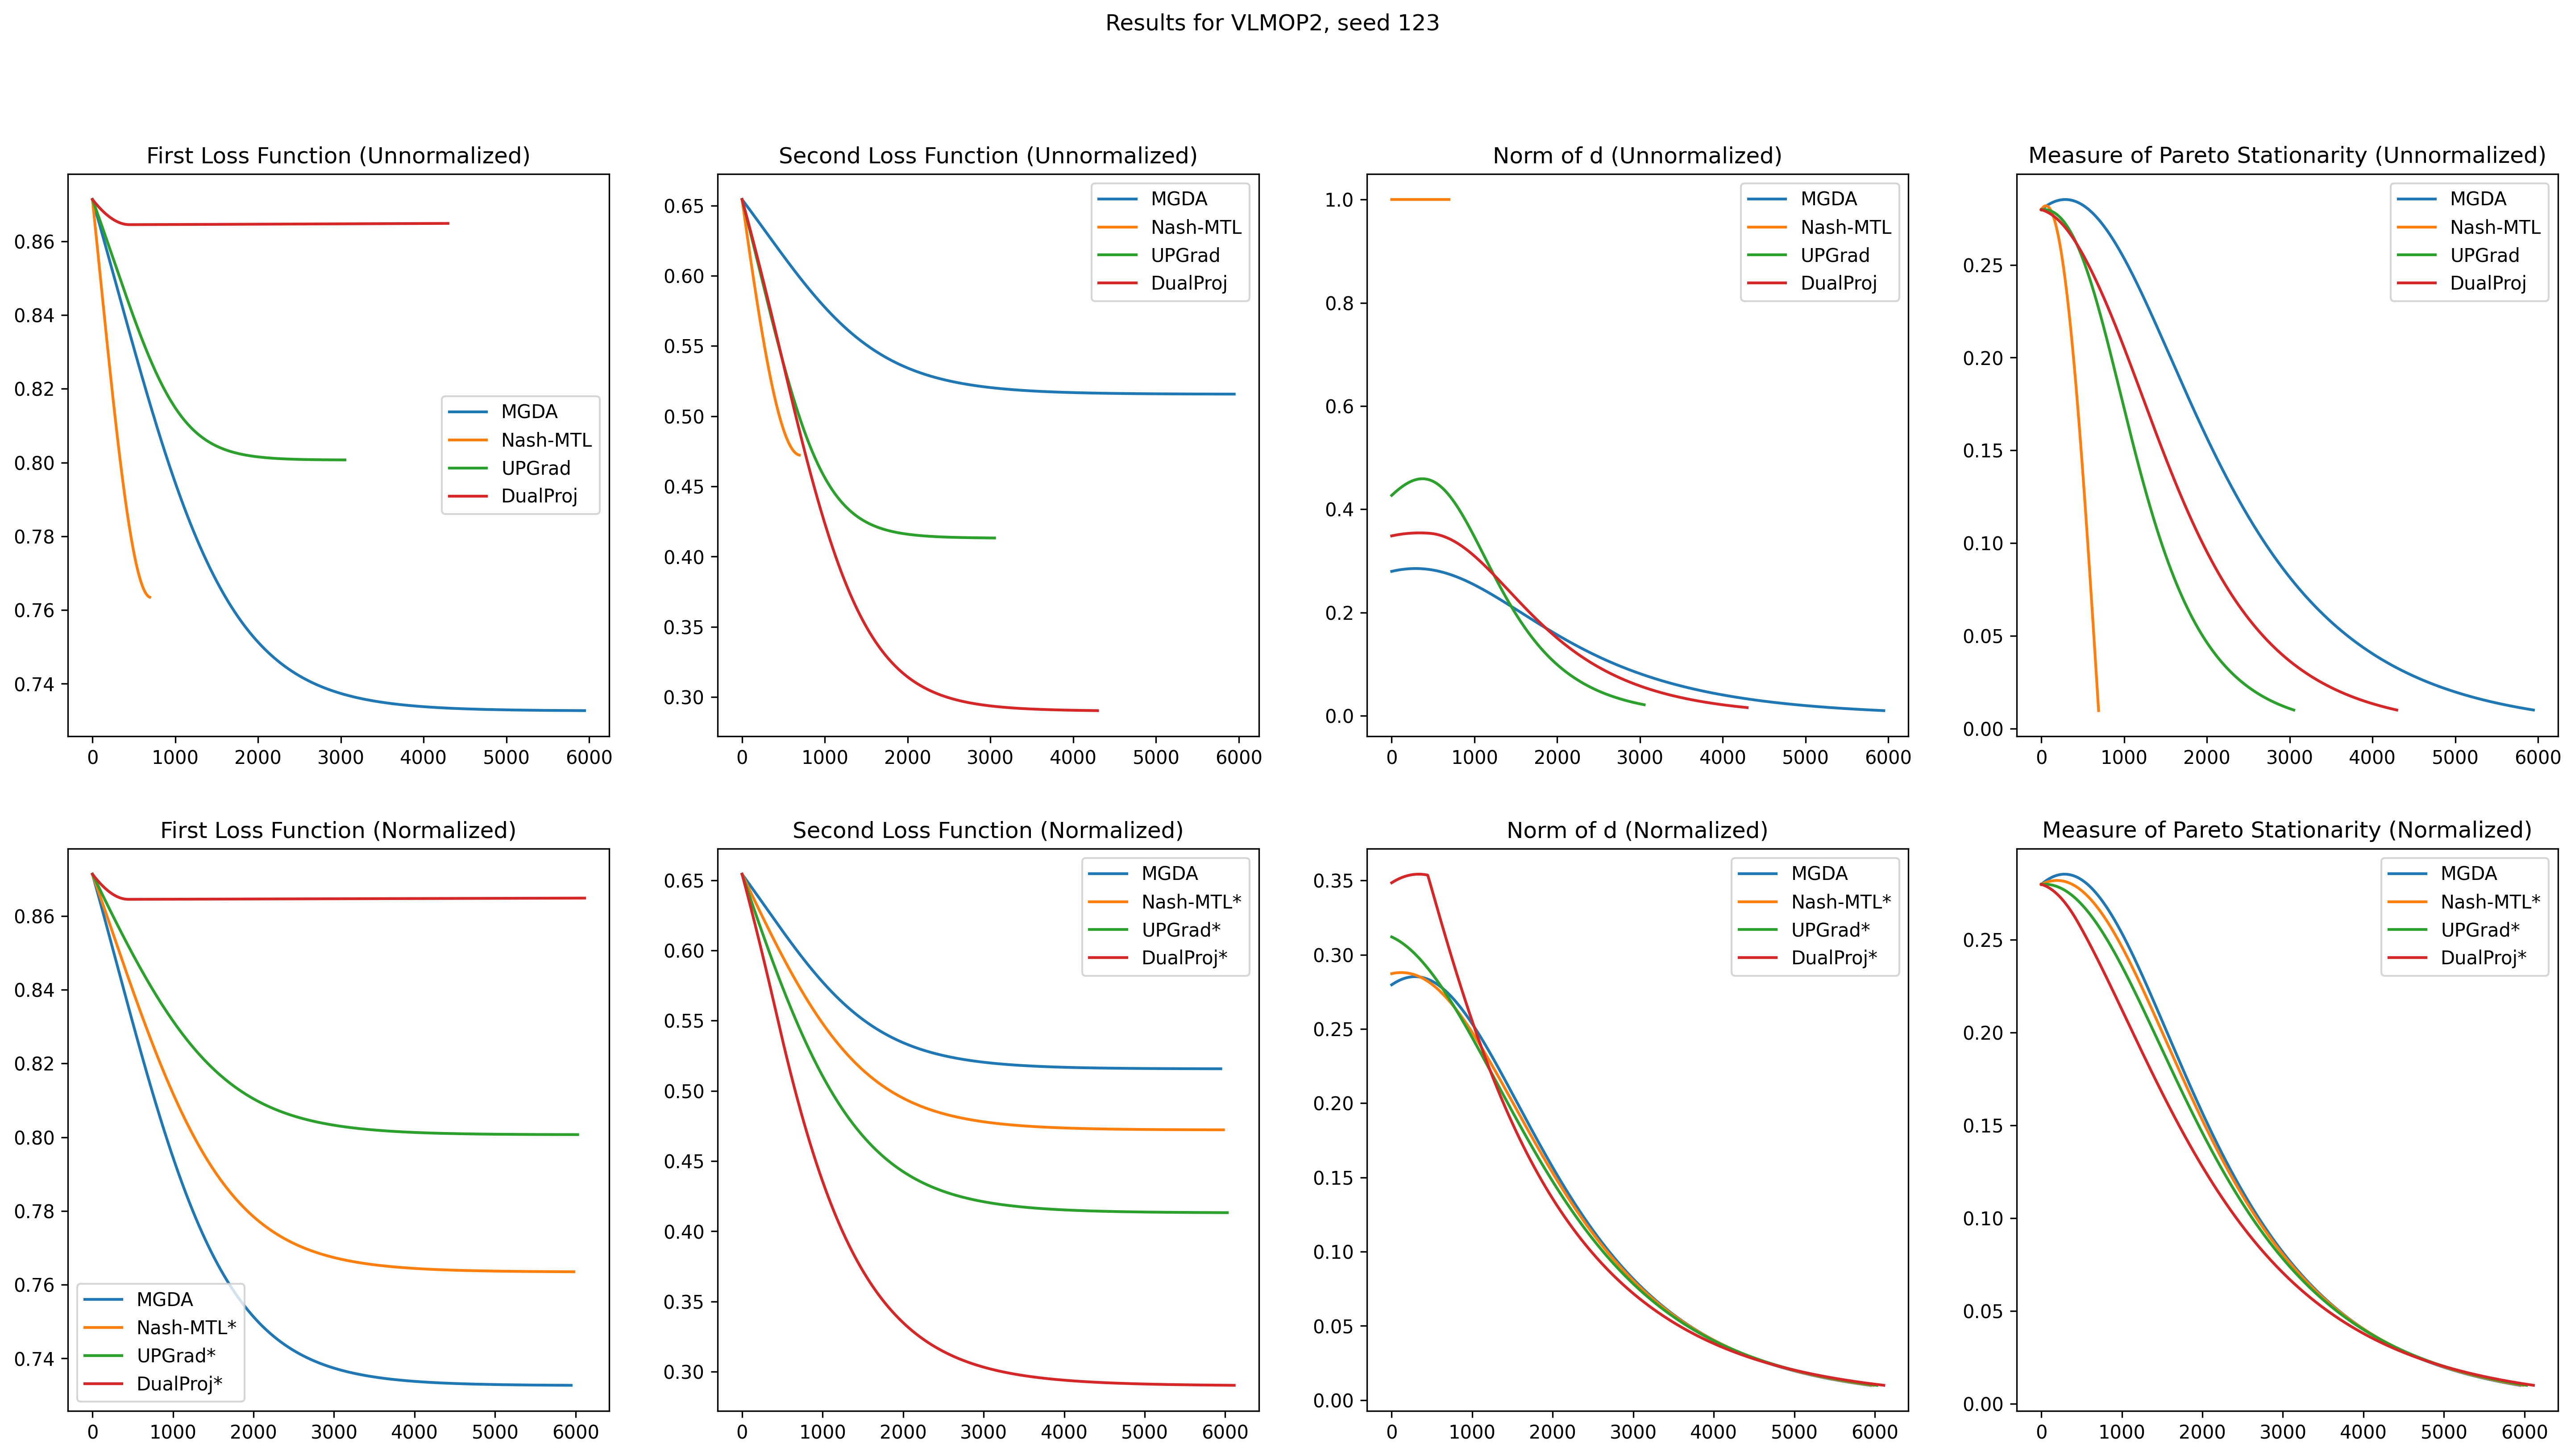 Results for VLMOP2, seed 123
First Loss Function (Unnormalized)
0.86
0.84
0.82
0.80
0.78
0.76
0.74
0 1000 2000 3000 4000 5000 6000
MGDA
Nash-MTL
UPGrad
DualProj
Second Loss Function (Unnormalized)
0.65
0.60
0.55
0.50
0.45
0.40
0.35
0.30
0 1000 2000 3000 4000 5000 6000
MGDA
Nash-MTL
UPGrad
DualProj
Norm of d (Unnormalized)
1.0
0.8
0.6
0.4
0.2
0.0
0 1000 2000 3000 4000 5000 6000
MGDA
Nash-MTL
UPGrad
DualProj
Measure of Pareto Stationarity (Unnormalized)
0.25
0.20
0.15
0.10
0.05
0.00
0 1000 2000 3000 4000 5000 6000
MGDA
Nash-MTL
UPGrad
DualProj
First Loss Function (Normalized)
0.86
0.84
0.82
0.80
0.78
0.76
0.74
0 1000 2000 3000 4000 5000 6000
MGDA
Nash-MTL*
UPGrad*
DualProj*
Second Loss Function (Normalized)
0.65
0.60
0.55
0.50
0.45
0.40
0.35
0.30
0 1000 2000 3000 4000 5000 6000
MGDA
Nash-MTL*
UPGrad*
DualProj*
Norm of d (Normalized)
0.35
0.30
0.25
0.20
0.15
0.10
0.05
0.00
0 1000 2000 3000 4000 5000 6000
MGDA
Nash-MTL*
UPGrad*
DualProj*
Measure of Pareto Stationarity (Normalized)
0.25
0.20
0.15
0.10
0.05
0.00
0 1000 2000 3000 4000 5000 6000
MGDA
Nash-MTL*
UPGrad*
DualProj*